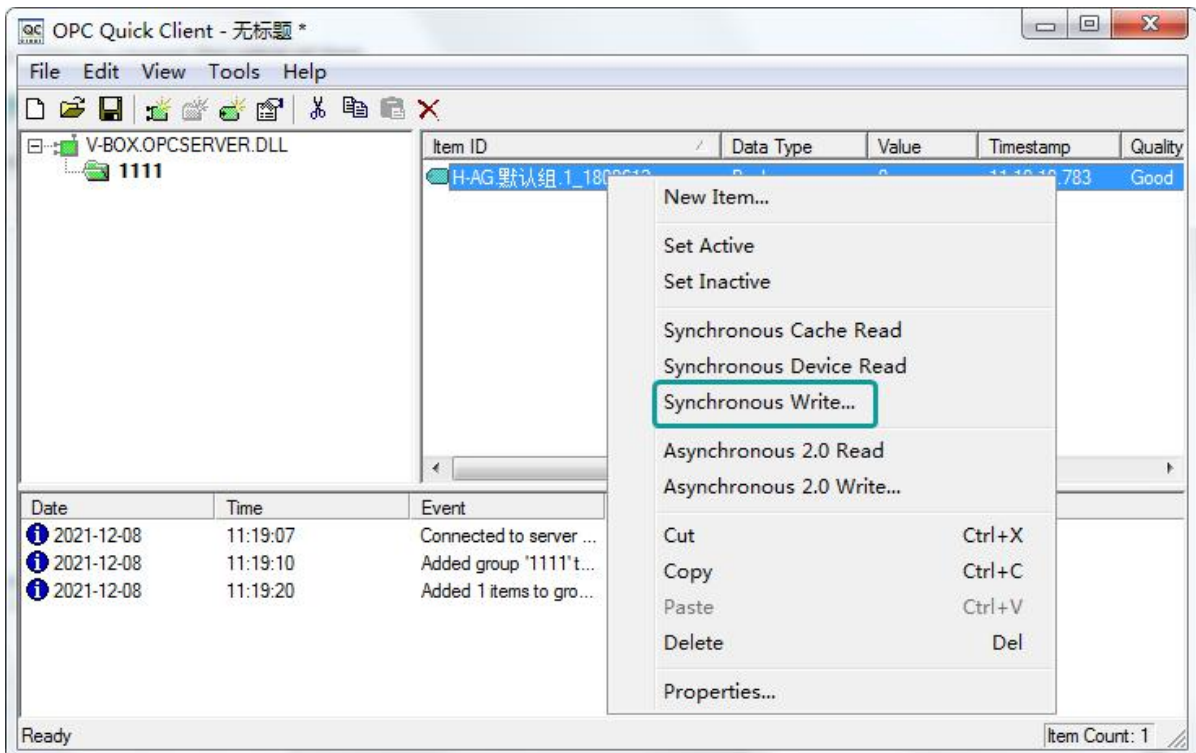 OPC Quick Client - 无标题 *
File Edit View Tools Help
V-BOX.OPCSERVER.DLL
1111
Item ID Data Type Value Timestamp Quality
H-AG.默认组.1_ .783 Good
New Item...
Set Active
Set Inactive
Synchronous Cache Read
Synchronous Device Read
Synchronous Write...
Asynchronous 2.0 Read
Asynchronous 2.0 Write...
Cut Ctrl+X
Copy Ctrl+C
Paste Ctrl+V
Delete Del
Properties...
Date Time Event
2021-12-08 11:19:07 Connected to server ...
2021-12-08 11:19:10 Added group '1111' t...
2021-12-08 11:19:20 Added 1 items to gro...
Ready Item Count: 1